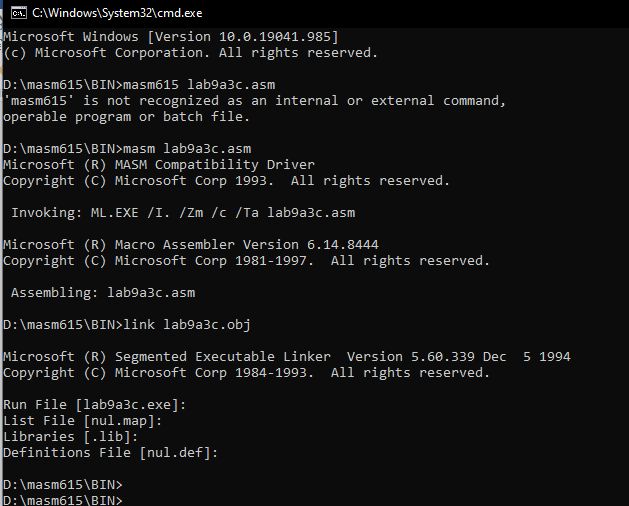 C:\Windows\System32\cmd.exe
Microsoft Windows [Version 10.0.19041.985]
(c) Microsoft Corporation. All rights reserved.
D:\masm615\BIN>masm615 lab9a3c.asm
'masm615' is not recognized as an internal or external command,
operable program or batch file.
D:\masm615\BIN>masm lab9a3c.asm
Microsoft (R) MASM Compatibility Driver
Copyright (C) Microsoft Corp 1993.  All rights reserved.
 Invoking: ML.EXE /I. /Zm /c /Ta lab9a3c.asm
Microsoft (R) Macro Assembler Version 6.14.8444
Copyright (C) Microsoft Corp 1981-1997.  All rights reserved.
 Assembling: lab9a3c.asm
D:\masm615\BIN>link lab9a3c.obj
Microsoft (R) Segmented Executable Linker  Version 5.60.339 Dec  5 1994
Copyright (C) Microsoft Corp 1984-1993.  All rights reserved.
Run File [lab9a3c.exe]:
List File [nul.map]:
Libraries [.lib]:
Definitions File [nul.def]:
D:\masm615\BIN>
D:\masm615\BIN>